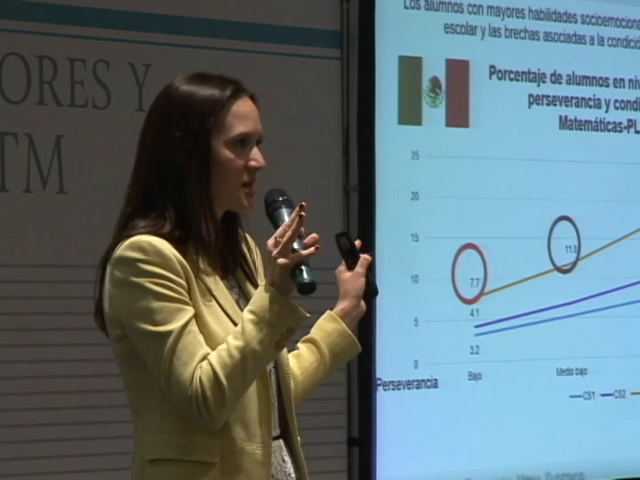 ORES Y
TM
Los alumnos con mayores habilidades socioemocio
escolar y las brechas asociadas a la condició
Porcentaje de alumnos en niv
perseverancia y condi
Matemáticas-PL
25
20
15
10
5
0
11.0
7.7
4.1
3.2
Perseverancia
Bajo
Medio bajo
CS1
CS2